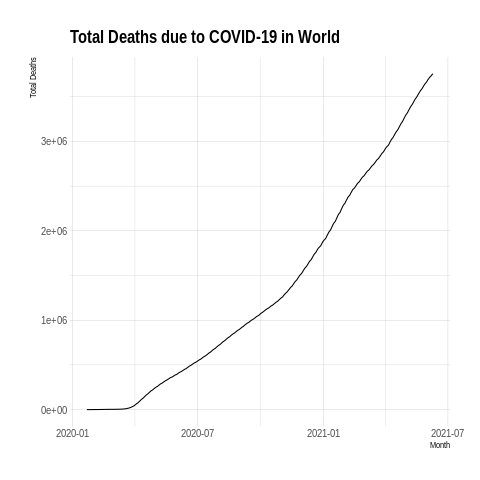 Total Deaths due to COVID-19 in World
Total Deaths
3e+06
2e+06
1e+06
0e+00
2020-01 2020-07 2021-01 2021-07
Month